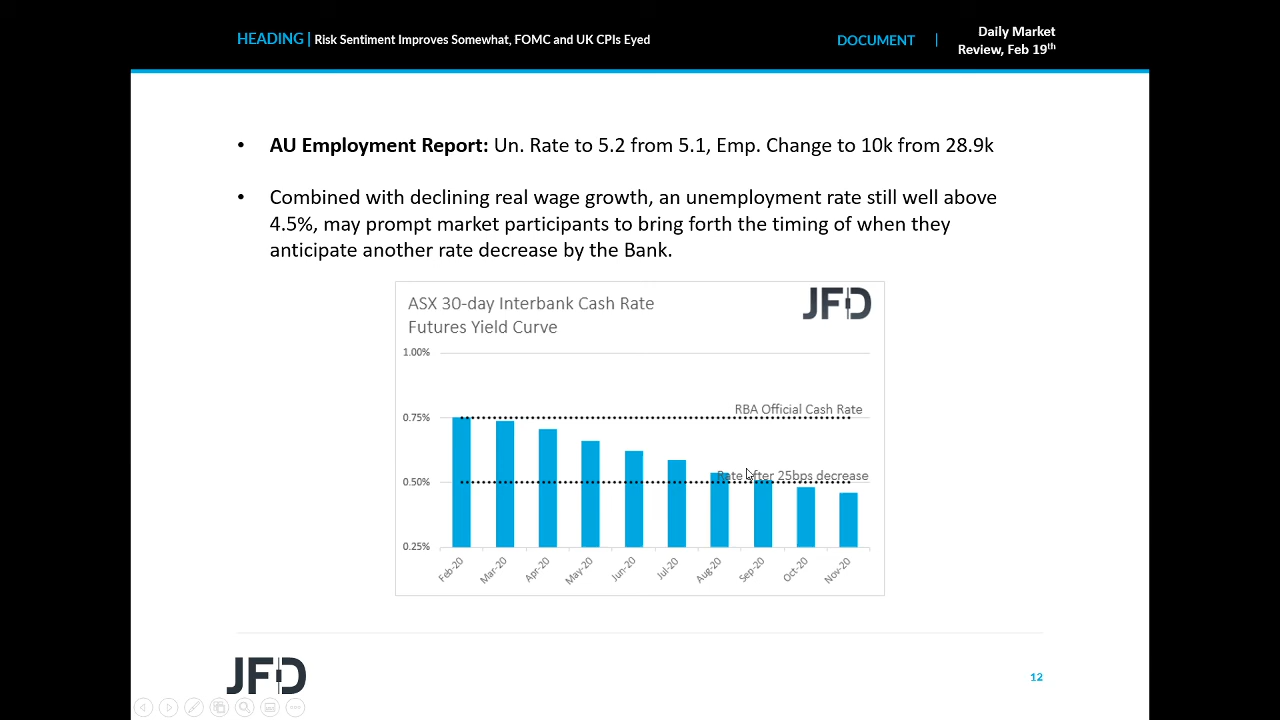 HEADING | Risk Sentiment Improves Somewhat, FOMC and UK CPIs Eyed
DOCUMENT |
Daily Market
Review, Feb 19th
• AU Employment Report: Un. Rate to 5.2 from 5.1, Emp. Change to 10k from 28.9k
• Combined with declining real wage growth, an unemployment rate still well above
4.5%, may prompt market participants to bring forth the timing of when they
anticipate another rate decrease by the Bank.
ASX 30-day Interbank Cash Rate
Futures Yield Curve
JFD
1.00%
RBA Official Cash Rate
0.75%
Rate after 25bps decrease
0.50%
0.25%
Feb-20 Mar-20 Apr-20 May-20 Jun-20 Jul-20 Aug-20 Sep-20 Oct-20 Nov-20
JFD
12